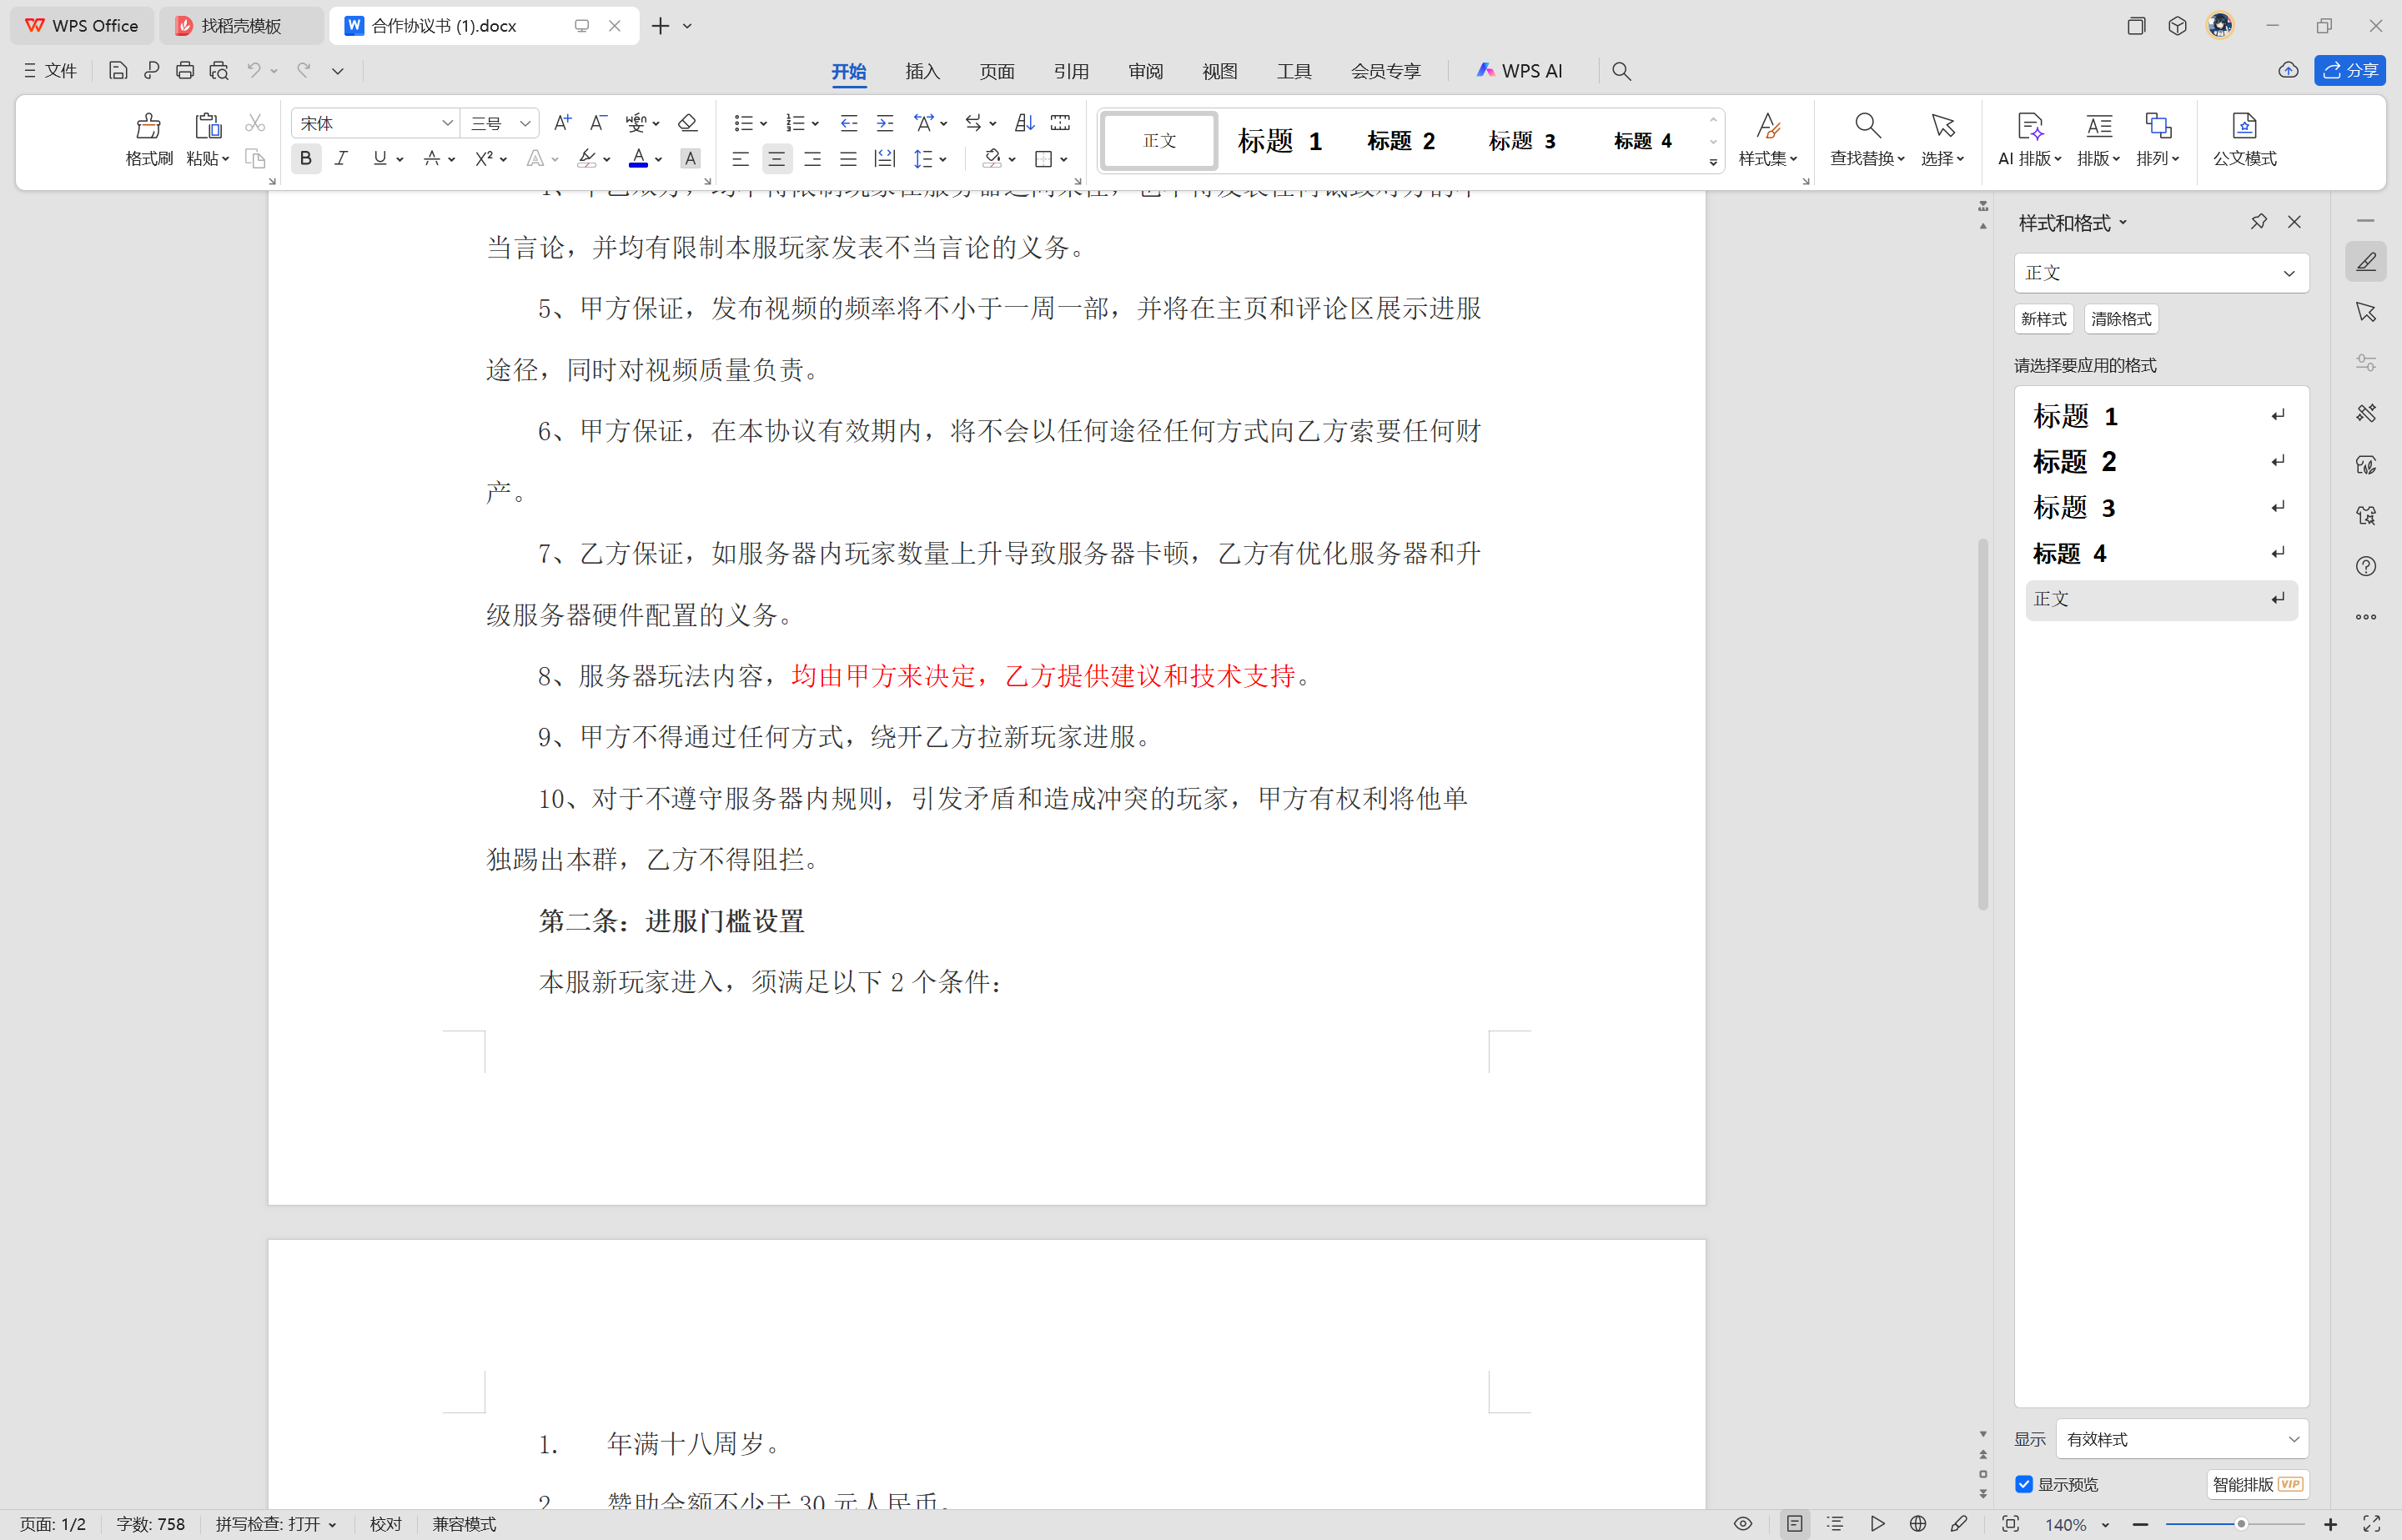 WPS Office 找稻壳模板 合作协议书 (1).docx
文件 开始 插入 页面 引用 审阅 视图 工具 会员专享 WPS AI 分享
宋体 三号
格式刷 粘贴
正文 标题 1 标题 2 标题 3 标题 4
样式集 查找替换 选择 AI 排版 排版 排列 公文模式
当言论，并均有限制本服玩家发表不当言论的义务。
5、甲方保证，发布视频的频率将不小于一周一部，并将在主页和评论区展示进服
途径，同时对视频质量负责。
6、甲方保证，在本协议有效期内，将不会以任何途径任何方式向乙方索要任何财
产。
7、乙方保证，如服务器内玩家数量上升导致服务器卡顿，乙方有优化服务器和升
级服务器硬件配置的义务。
8、服务器玩法内容，均由甲方来决定，乙方提供建议和技术支持。
9、甲方不得通过任何方式，绕开乙方拉新玩家进服。
10、对于不遵守服务器内规则，引发矛盾和造成冲突的玩家，甲方有权利将他单
独踢出本群，乙方不得阻拦。
第二条：进服门槛设置
本服新玩家进入，须满足以下 2 个条件：
1. 年满十八周岁。
2. 赞助金额不少于 30 元人民币。
样式和格式
正文
新样式 清除格式
请选择要应用的格式
标题 1
标题 2
标题 3
标题 4
正文
显示 有效样式
显示预览 智能排版 VIP
页面: 1/2 字数: 758 拼写检查: 打开 校对 兼容模式 140%